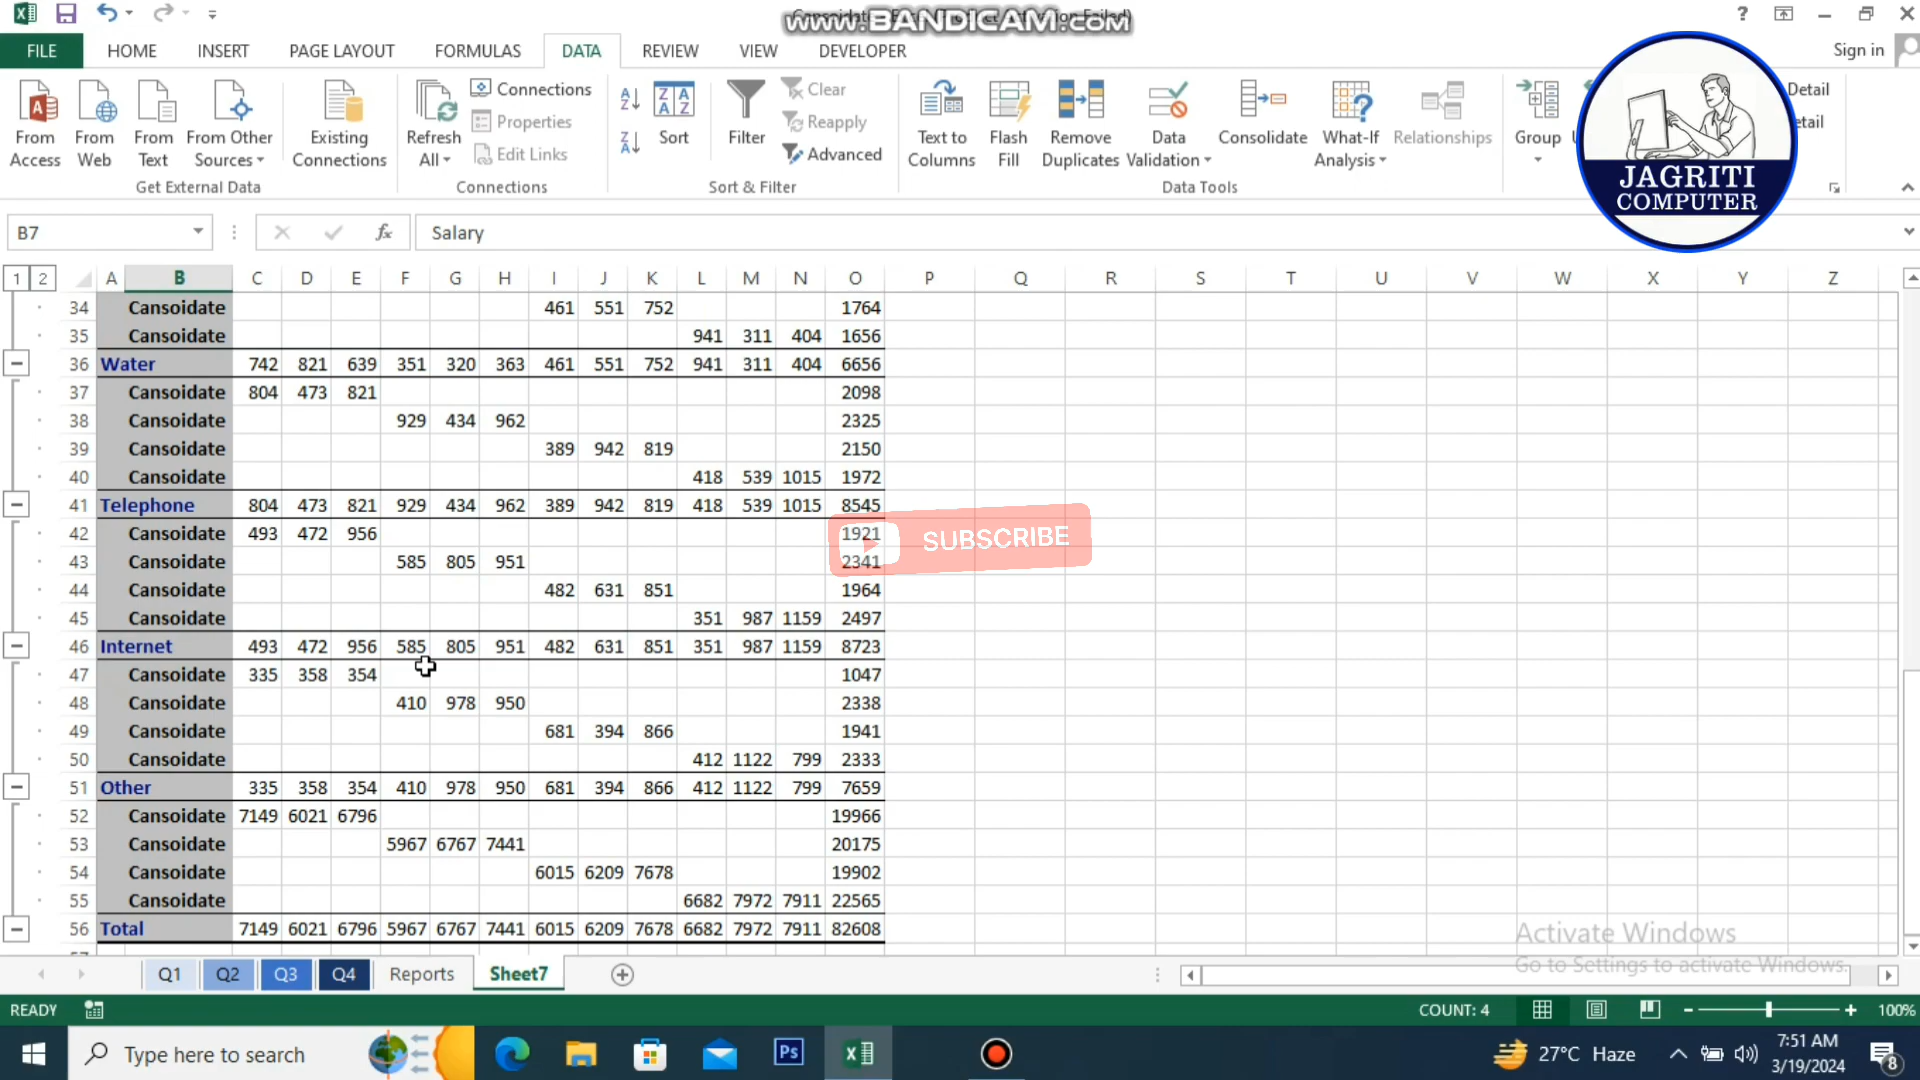 www.BANDICAM.com
FILE HOME INSERT PAGE LAYOUT FORMULAS DATA REVIEW VIEW DEVELOPER Sign in
From Access From Web From Text From Other Sources Existing Connections Refresh All Connections Properties Edit Links Sort Filter Clear Reapply Advanced Text to Columns Flash Fill Remove Duplicates Data Validation Consolidate What-If Analysis Relationships Group Detail
Get External Data Connections Sort & Filter Data Tools
JAGRITI
COMPUTER
B7 fx Salary
1 2 A B C D E F G H I J K L M N O P Q R S T U V W X Y Z
34 Cansoidate 461 551 752 1764
35 Cansoidate 941 311 404 1656
36 Water 742 821 639 351 320 363 461 551 752 941 311 404 6656
37 Cansoidate 804 473 821 2098
38 Cansoidate 929 434 962 2325
39 Cansoidate 389 942 819 2150
40 Cansoidate 418 539 1015 1972
41 Telephone 804 473 821 929 434 962 389 942 819 418 539 1015 8545
42 Cansoidate 493 472 956 1921
SUBSCRIBE
43 Cansoidate 585 805 951 2341
44 Cansoidate 482 631 851 1964
45 Cansoidate 351 987 1159 2497
46 Internet 493 472 956 585 805 951 482 631 851 351 987 1159 8723
47 Cansoidate 335 358 354 1047
48 Cansoidate 410 978 950 2338
49 Cansoidate 681 394 866 1941
50 Cansoidate 412 1122 799 2333
51 Other 335 358 354 410 978 950 681 394 866 412 1122 799 7659
52 Cansoidate 7149 6021 6796 19966
53 Cansoidate 5967 6767 7441 20175
54 Cansoidate 6015 6209 7678 19902
55 Cansoidate 6682 7972 7911 22565
56 Total 7149 6021 6796 5967 6767 7441 6015 6209 7678 6682 7972 7911 82608
Activate Windows
Go to Settings to activate Windows.
Q1 Q2 Q3 Q4 Reports Sheet7
READY COUNT: 4 100%
Type here to search Ps 27°C Haze 7:51 AM
3/19/2024 8